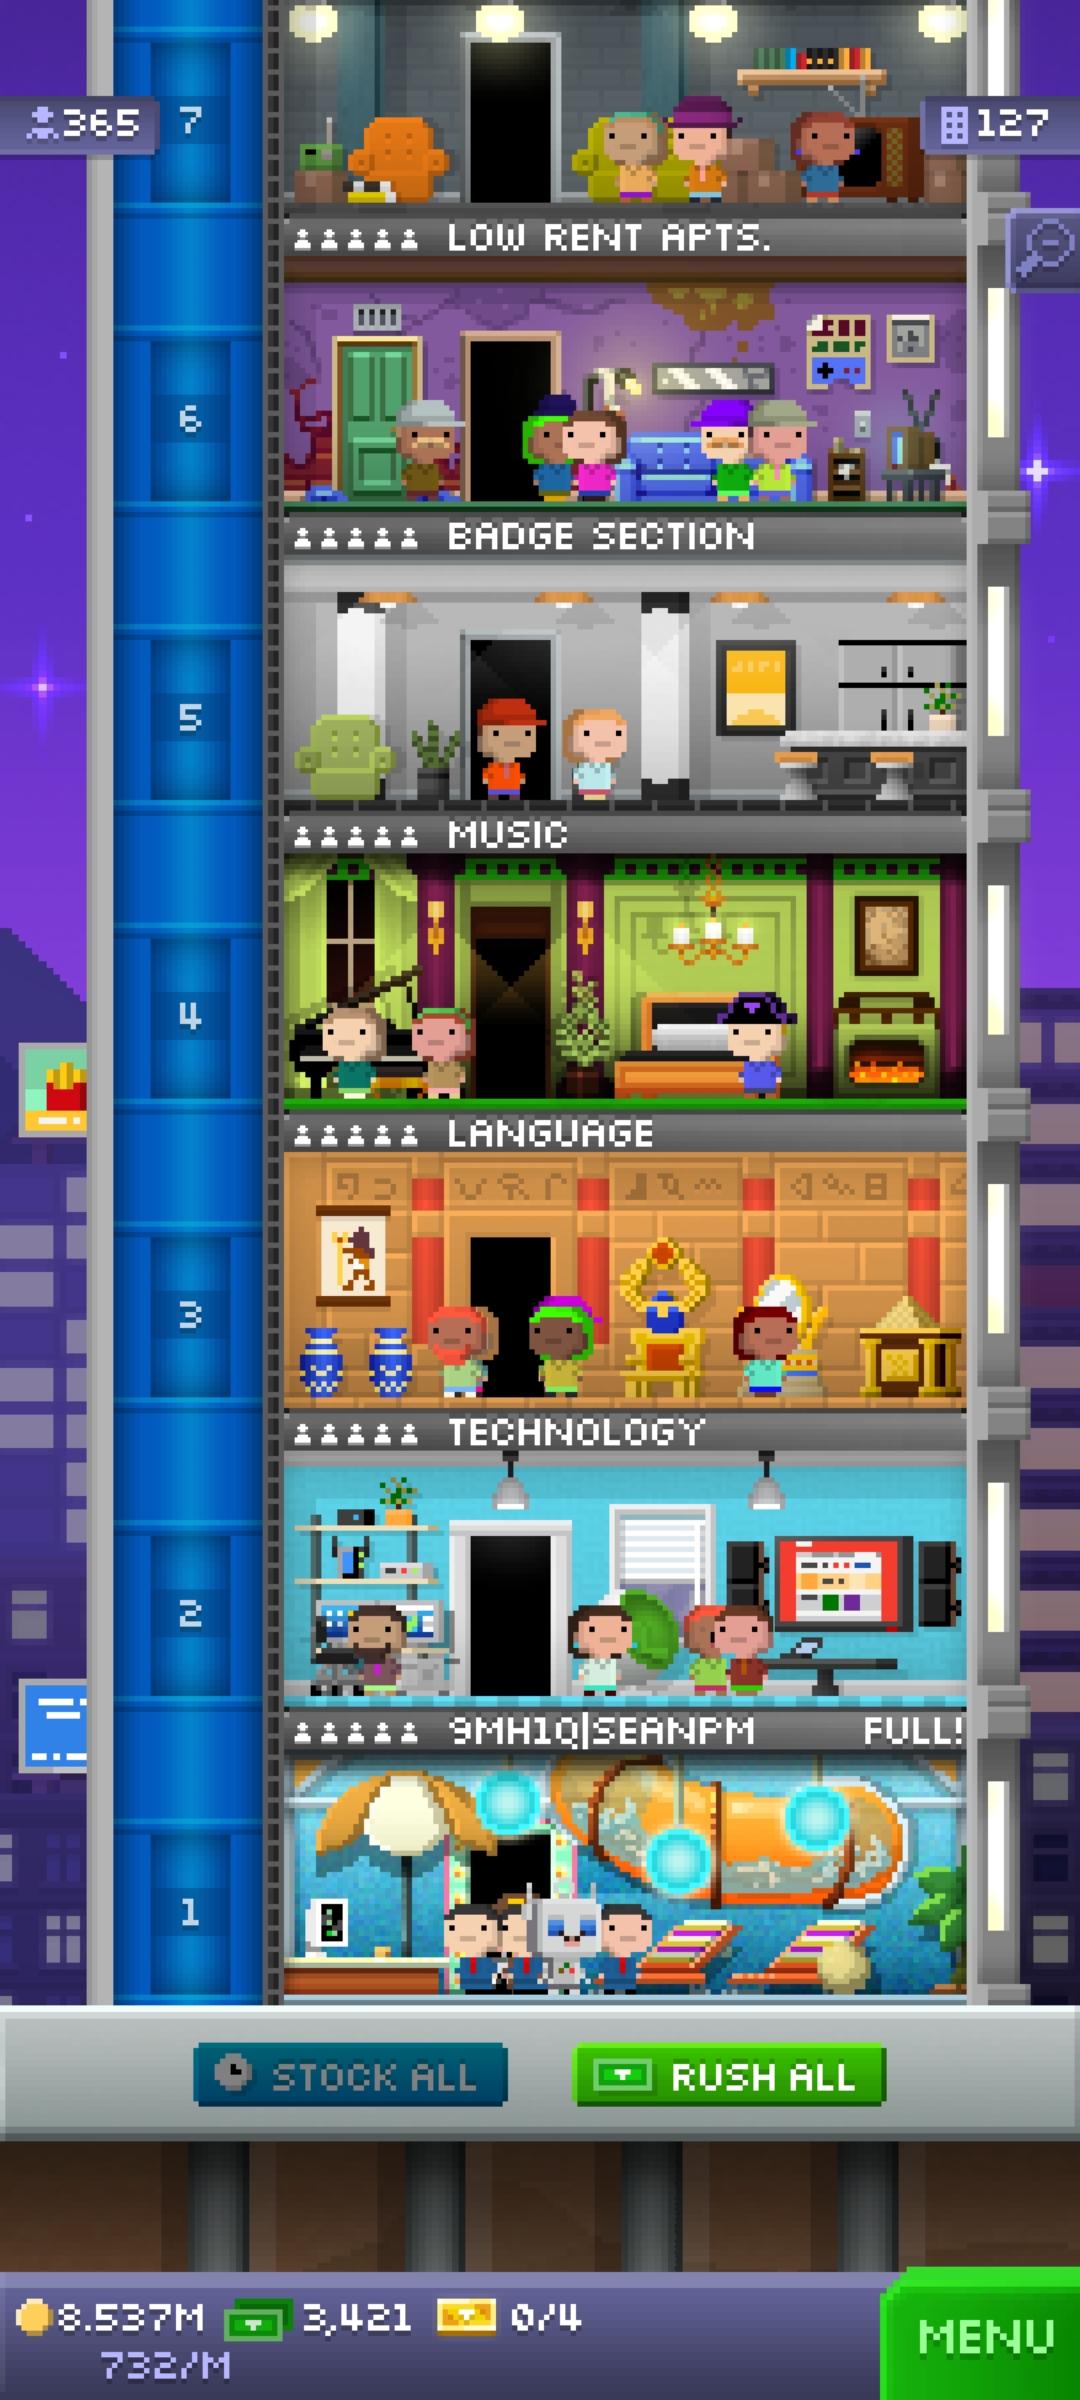 365
7
127
LOW RENT APTS.
6
BADGE SECTION
5
MUSIC
4
LANGUAGE
3
TECHNOLOGY
2
9MH1Q|SEANPM FULL!
1
STOCK ALL
RUSH ALL
8.537M
3,421
0/4
732/M
MENU